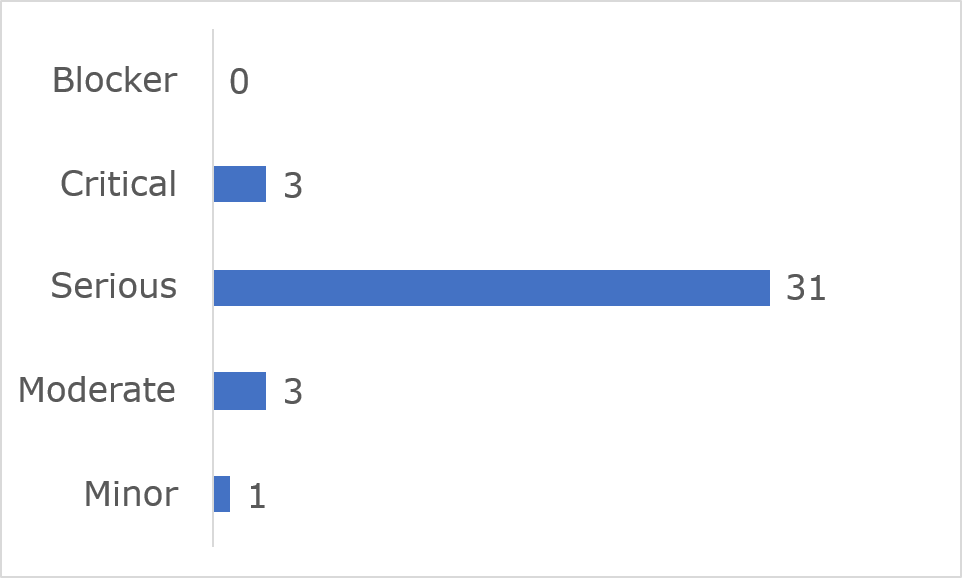 Blocker 0
Critical 3
Serious 31
Moderate 3
Minor 1